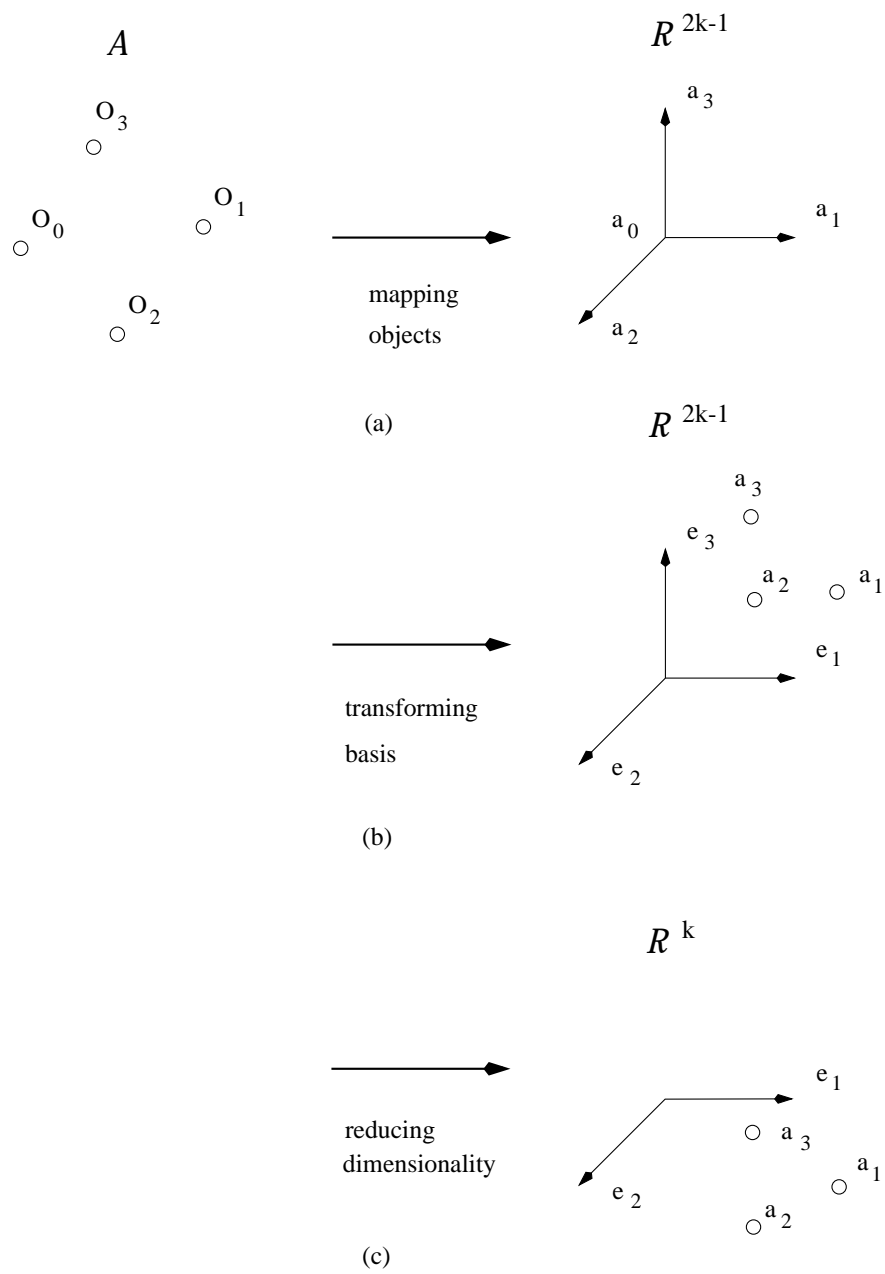 A
R 2k-1
O 3
a 3
O 0
O 1
a 0
a 1
O 2
mapping
objects
a 2
(a)
R 2k-1
a 3
e 3
a 2
a 1
e 1
transforming
basis
e 2
(b)
R k
e 1
reducing
dimensionality
a 3
a 1
e 2
a 2
(c)